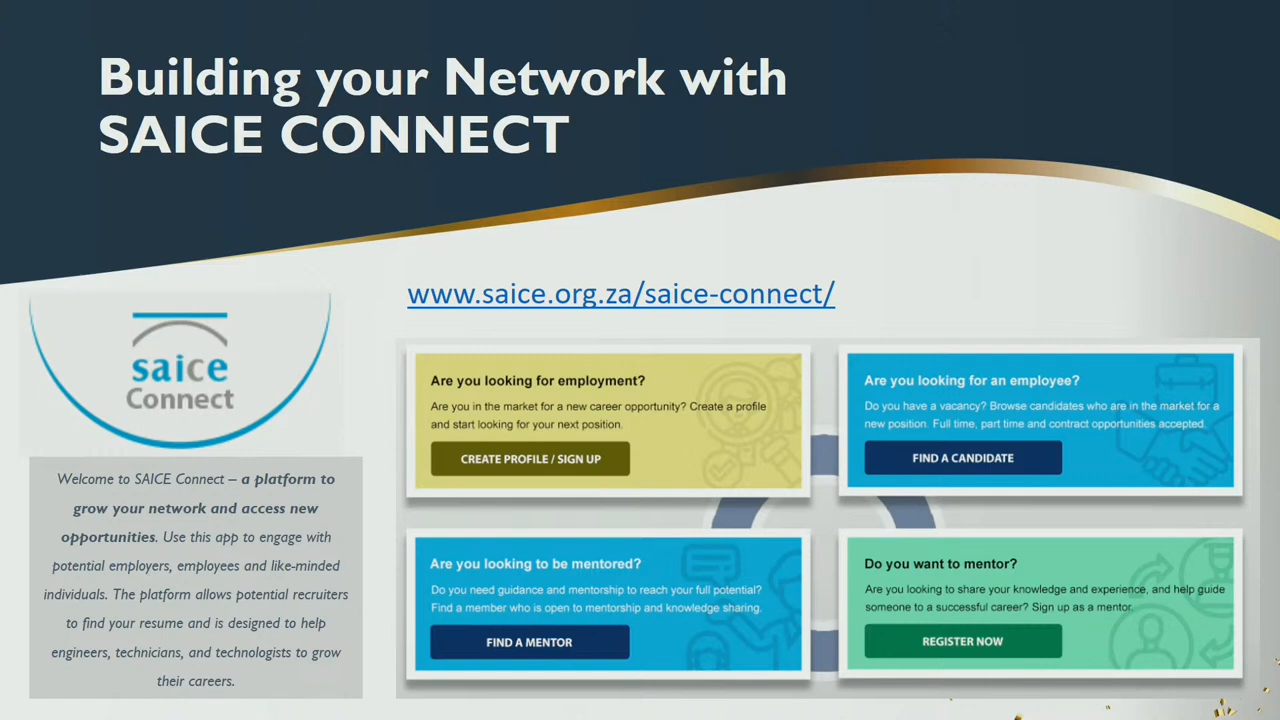 Building your Network with
SAICE CONNECT
www.saice.org.za/saice-connect/
saice
Connect
Welcome to SAICE Connect – a platform to
grow your network and access new
opportunities. Use this app to engage with
potential employers, employees and like-minded
individuals. The platform allows potential recruiters
to find your resume and is designed to help
engineers, technicians, and technologists to grow
their careers.
Are you looking for employment?
Are you in the market for a new career opportunity? Create a profile
and start looking for your next position.
CREATE PROFILE / SIGN UP
Are you looking for an employee?
Do you have a vacancy? Browse candidates who are in the market for a
new position. Full time, part time and contract opportunities accepted.
FIND A CANDIDATE
Are you looking to be mentored?
Do you need guidance and mentorship to reach your full potential?
Find a member who is open to mentorship and knowledge sharing.
FIND A MENTOR
Do you want to mentor?
Are you looking to share your knowledge and experience, and help guide
someone to a successful career? Sign up as a mentor.
REGISTER NOW